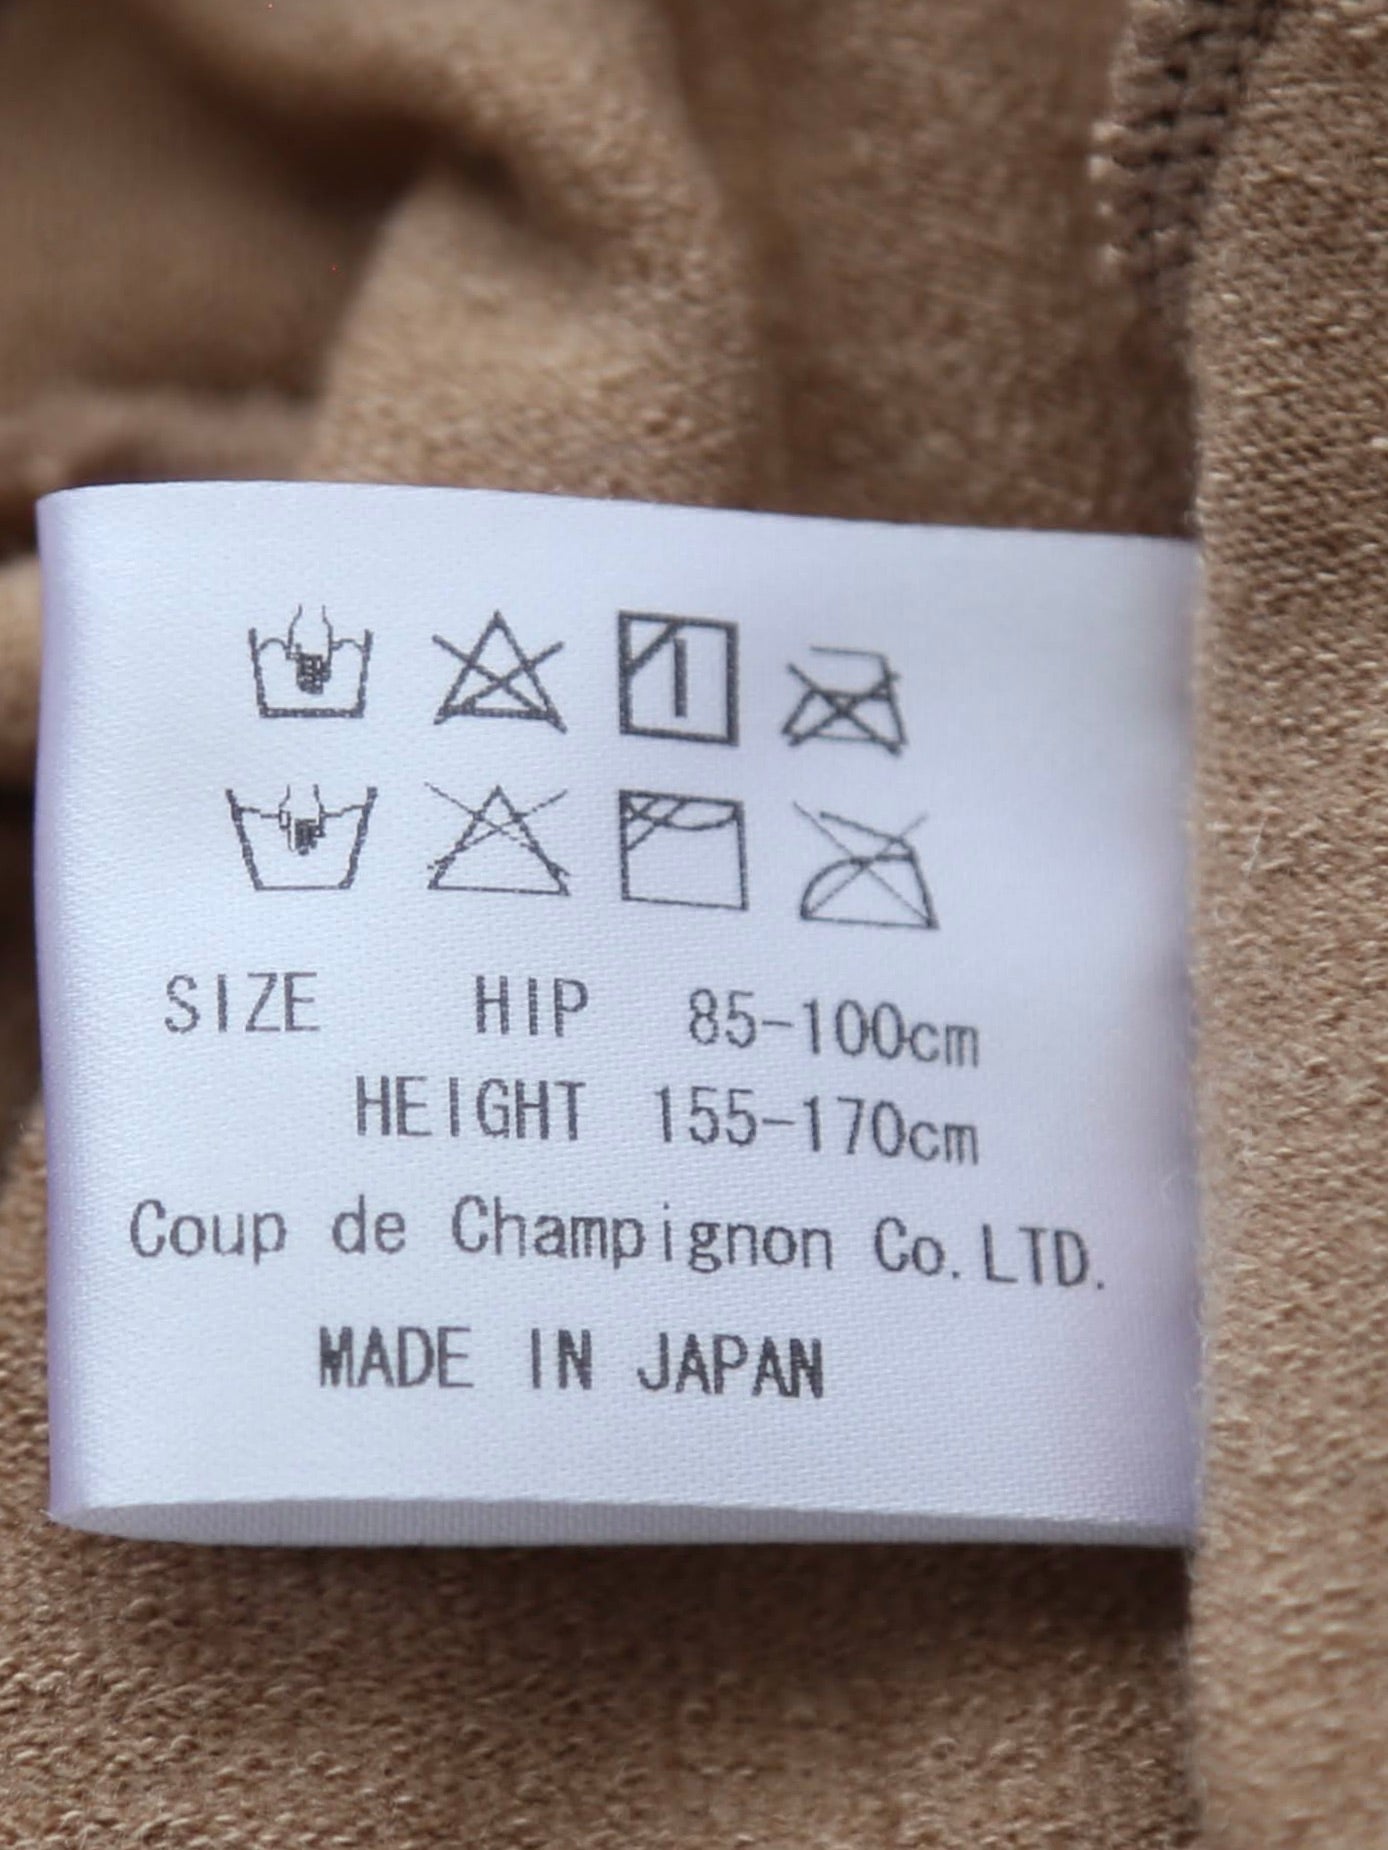 SIZE HIP 85-100cm
HEIGHT 155-170cm
Coup de Champignon Co.LTD.
MADE IN JAPAN